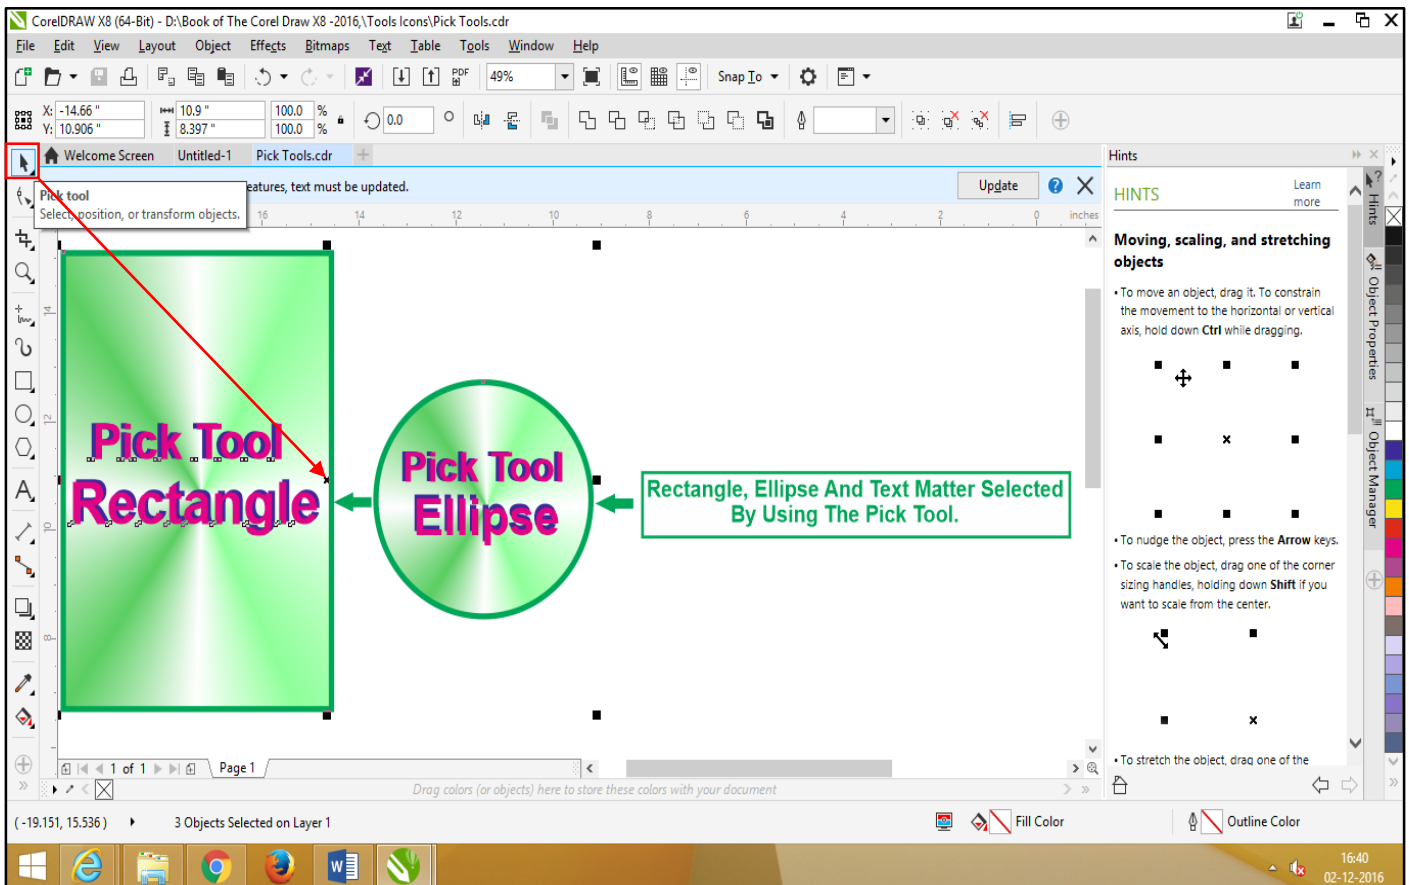 CorelDRAW X8 (64-Bit) - D:\Book of The Corel Draw X8 -2016,\Tools Icons\Pick Tools.cdr
File Edit View Layout Object Effects Bitmaps Text Table Tools Window Help
PDF 49% Snap To
X: -14.66 " 10.9 " 100.0 %
Y: 10.906 " 8.397 " 100.0 % 0.0 o
Welcome Screen Untitled-1 Pick Tools.cdr
eatures, text must be updated. Update
Pick tool
Select, position, or transform objects.
16 14 12 10 8 6 4 2 0 inches
14
12
10
8
Pick Tool
Rectangle
Pick Tool
Ellipse
Rectangle, Ellipse And Text Matter Selected
By Using The Pick Tool.
1 of 1 Page 1
Drag colors (or objects) here to store these colors with your document
Hints
HINTS
Learn
more
Moving, scaling, and stretching
objects
• To move an object, drag it. To constrain
the movement to the horizontal or vertical
axis, hold down Ctrl while dragging.
• To nudge the object, press the Arrow keys.
• To scale the object, drag one of the corner
sizing handles, holding down Shift if you
want to scale from the center.
• To stretch the object, drag one of the
Hints
Object Properties
Object Manager
( -19.151, 15.536 ) 3 Objects Selected on Layer 1 Fill Color Outline Color
16:40
02-12-2016